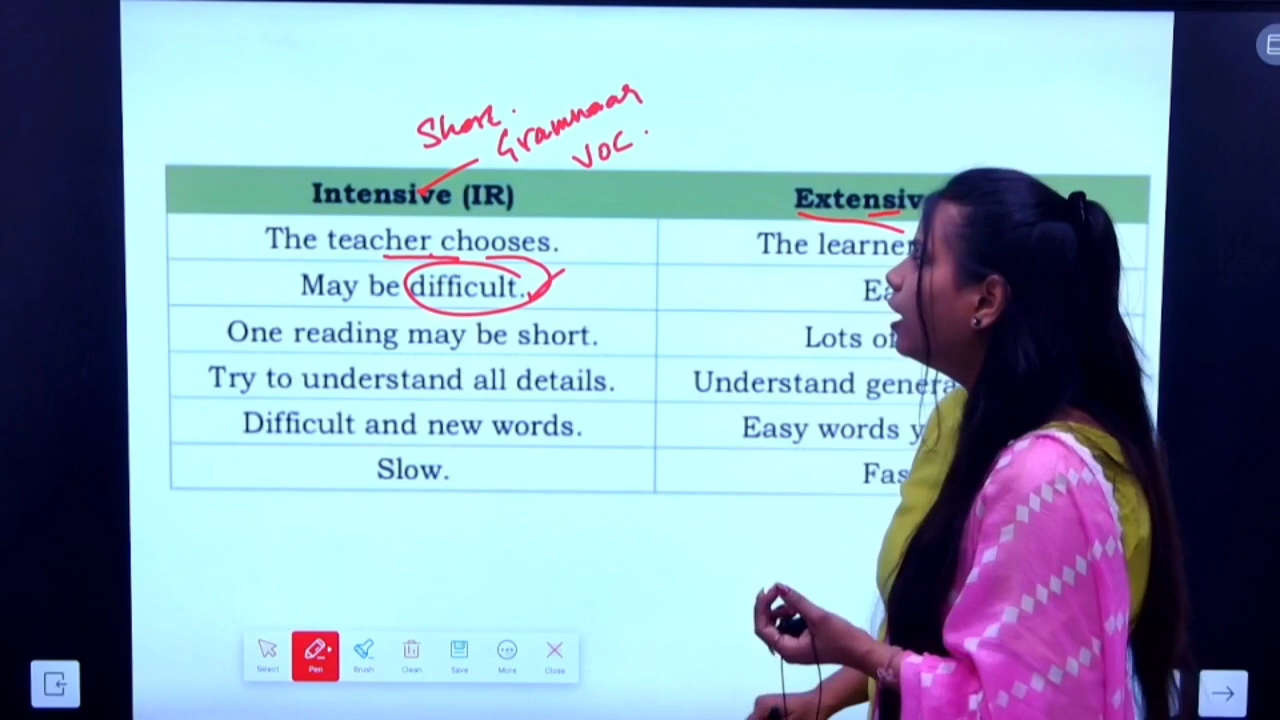 Short.
Grammaar
voc.
Intensive (IR) Extensiv
The teacher chooses. The learner
May be difficult. Ea
One reading may be short. Lots of
Try to understand all details. Understand genera
Difficult and new words. Easy words y
Slow. Fas
Select Pen Brush Clean Save More Close